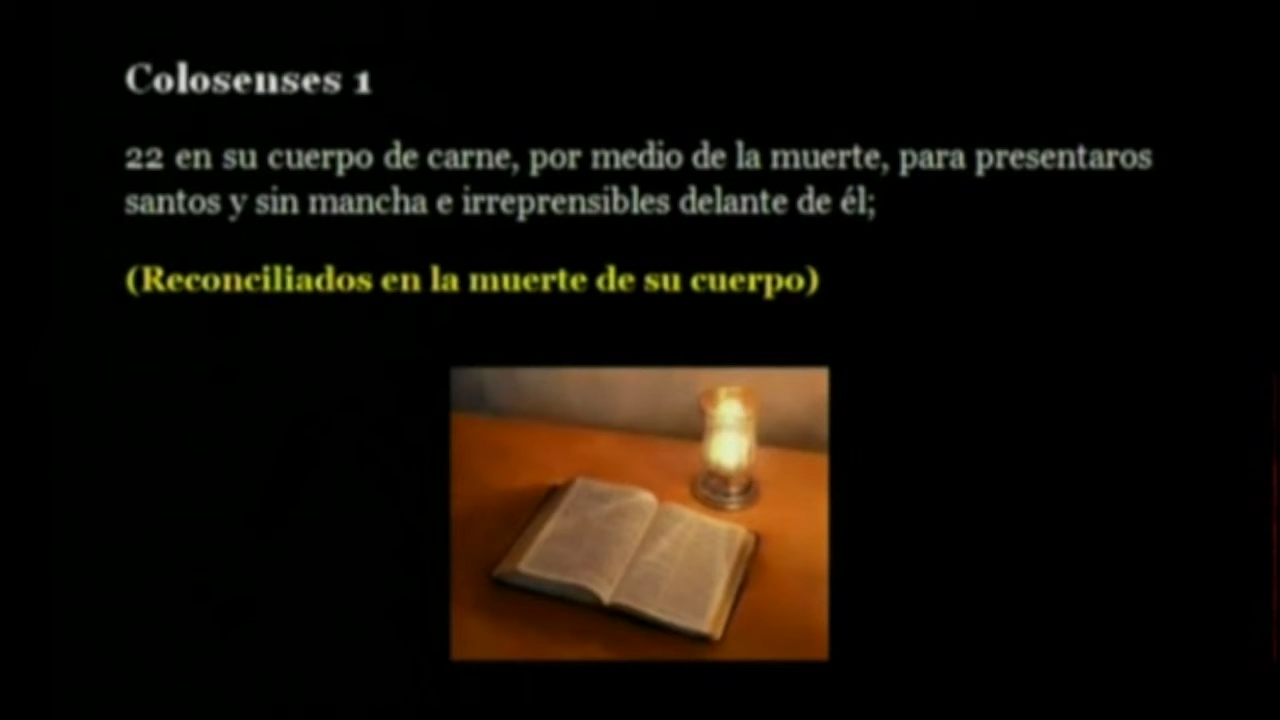 Colosenses 1
22 en su cuerpo de carne, por medio de la muerte, para presentaros
santos y sin mancha e irreprensibles delante de él;
(Reconciliados en la muerte de su cuerpo)